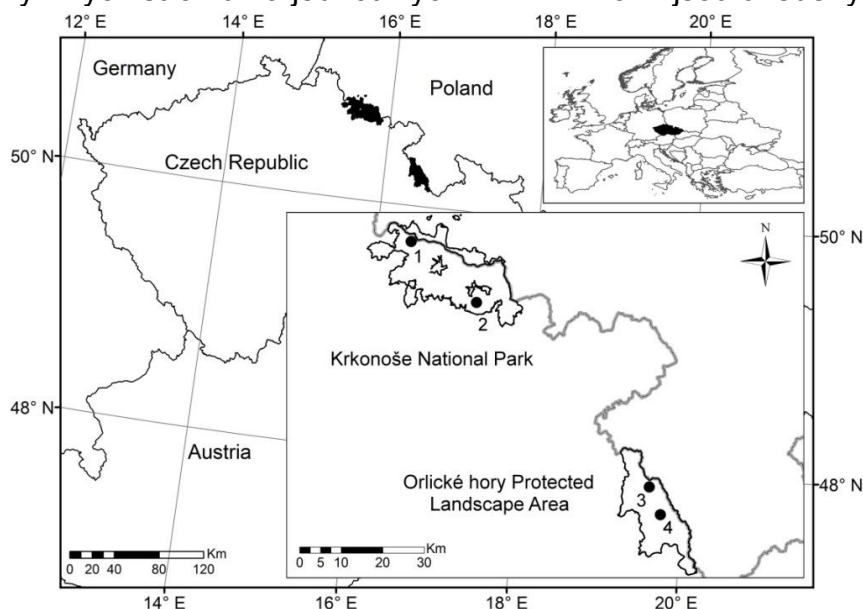 12° E
14° E
16° E
18° E
20° E
Germany
Poland
50° N
Czech Republic
50° N
N
1
2
Krkonoše National Park
48° N
Austria
Orlické hory Protected
Landscape Area
48° N
3
4
Km
0 20 40 80 120
Km
0 5 10 20 30
14° E
16° E
18° E
20° E